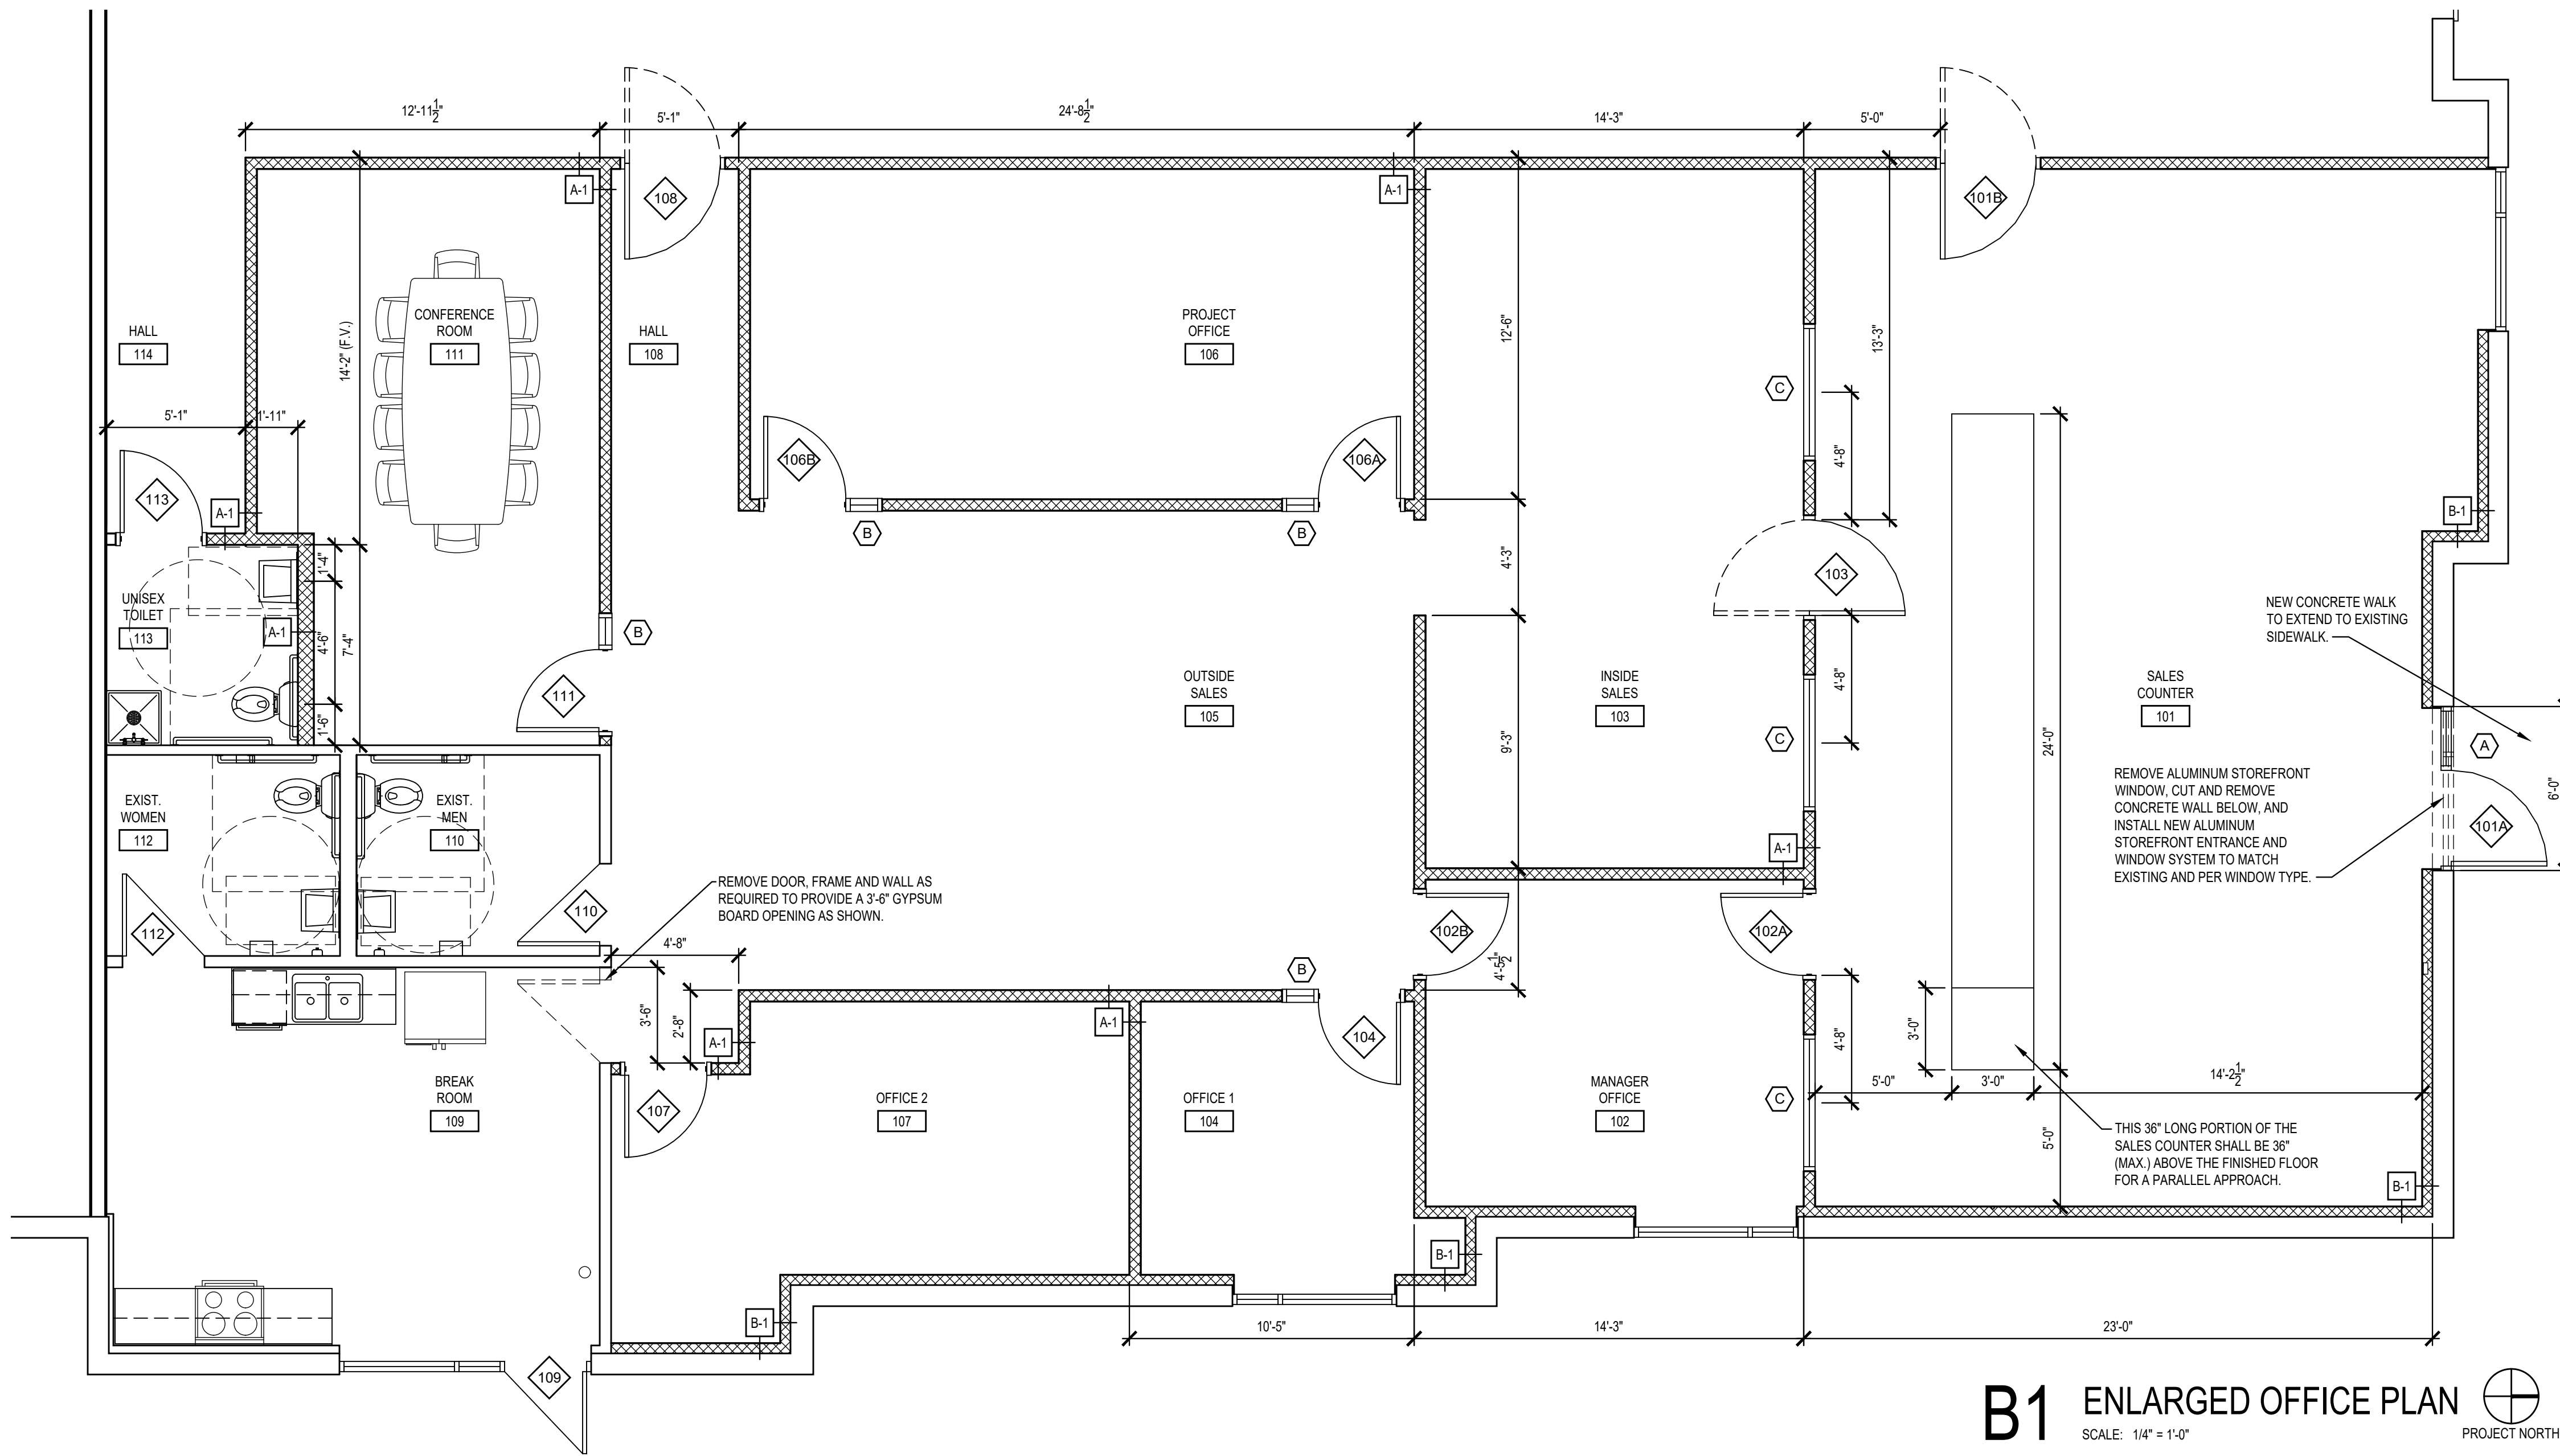 12'-11 1/2"
5'-1"
24'-8 1/2"
14'-3"
5'-0"
A-1
108
A-1
101B
HALL
114
CONFERENCE
ROOM
111
14'-2" (F.V.)
HALL
108
PROJECT
OFFICE
106
12'-6"
13'-3"
C
4'-8"
5'-1"
1'-11"
113
A-1
106B
106A
B
B
B-1
1'-4"
4'-6"
7'-4"
1'-6"
4'-3"
103
UNISEX
TOILET
113
A-1
B
111
OUTSIDE
SALES
105
INSIDE
SALES
103
9'-3"
4'-8"
C
SALES
COUNTER
101
24'-0"
NEW CONCRETE WALK
TO EXTEND TO EXISTING
SIDEWALK.
A
6'-0"
101A
REMOVE ALUMINUM STOREFRONT
WINDOW, CUT AND REMOVE
CONCRETE WALL BELOW, AND
INSTALL NEW ALUMINUM
STOREFRONT ENTRANCE AND
WINDOW SYSTEM TO MATCH
EXISTING AND PER WINDOW TYPE.
EXIST.
WOMEN
112
EXIST.
MEN
110
A-1
112
110
REMOVE DOOR, FRAME AND WALL AS
REQUIRED TO PROVIDE A 3'-6" GYPSUM
BOARD OPENING AS SHOWN.
4'-8"
102B
102A
B
4'-5 1/2"
3'-6"
2'-8"
A-1
A-1
104
4'-8"
3'-0"
BREAK
ROOM
109
107
OFFICE 2
107
OFFICE 1
104
MANAGER
OFFICE
102
C
5'-0"
3'-0"
14'-2 1/2"
5'-0"
THIS 36" LONG PORTION OF THE
SALES COUNTER SHALL BE 36"
(MAX.) ABOVE THE FINISHED FLOOR
FOR A PARALLEL APPROACH.
B-1
B-1
B-1
10'-5"
14'-3"
23'-0"
109
B1 ENLARGED OFFICE PLAN
SCALE: 1/4" = 1'-0"
PROJECT NORTH